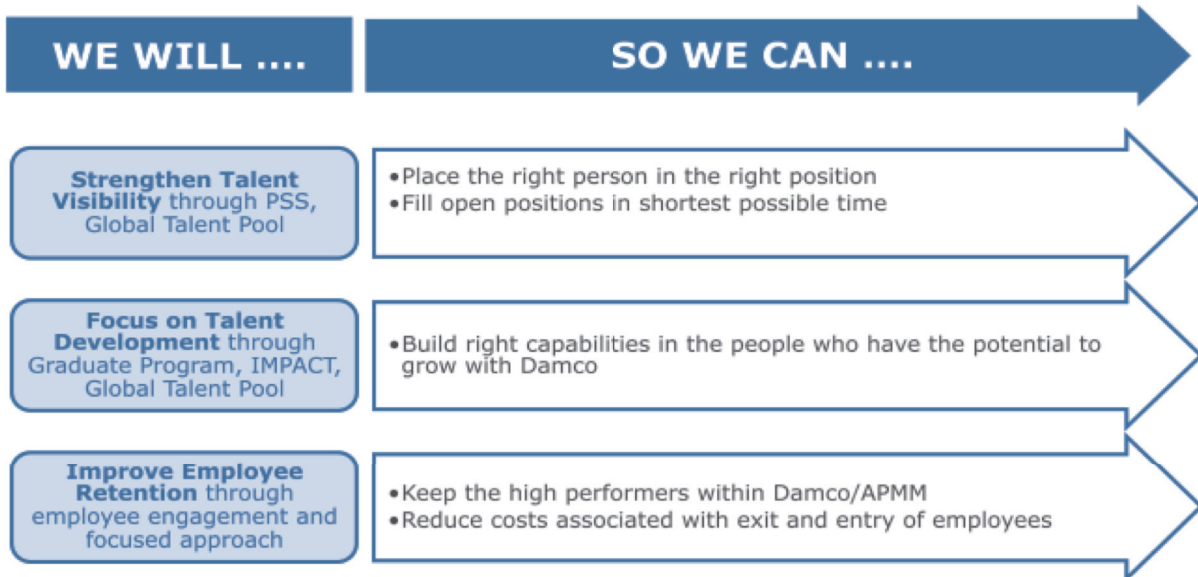 WE WILL ....
SO WE CAN ....
Strengthen Talent
Visibility through PSS,
Global Talent Pool
•Place the right person in the right position
•Fill open positions in shortest possible time
Focus on Talent
Development through
Graduate Program, IMPACT,
Global Talent Pool
•Build right capabilities in the people who have the potential to
grow with Damco
Improve Employee
Retention through
employee engagement and
focused approach
•Keep the high performers within Damco/APMM
•Reduce costs associated with exit and entry of employees